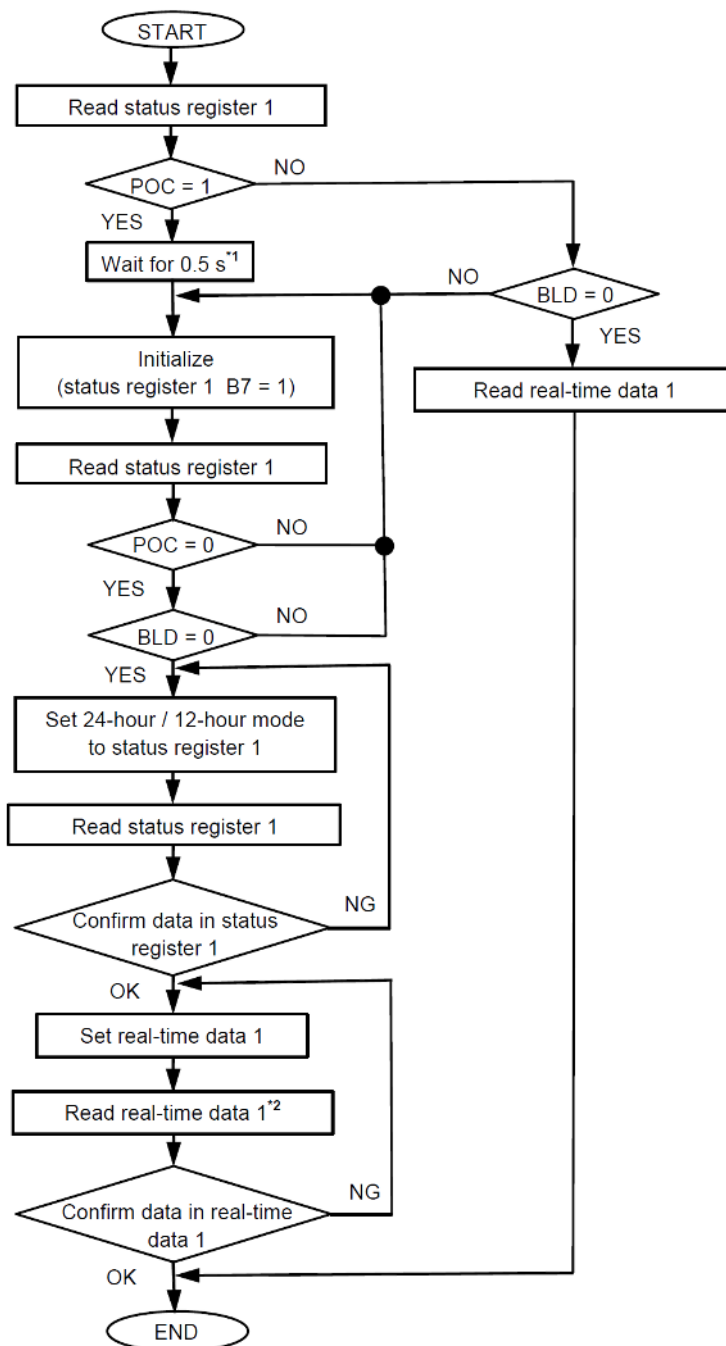 START
Read status register 1
POC = 1
NO
YES
Wait for 0.5 s*1
NO
BLD = 0
YES
Initialize
(status register 1  B7 = 1)
Read real-time data 1
Read status register 1
POC = 0
NO
YES
BLD = 0
NO
YES
Set 24-hour / 12-hour mode
to status register 1
Read status register 1
Confirm data in status
register 1
NG
OK
Set real-time data 1
Read real-time data 1*2
Confirm data in real-time
data 1
NG
OK
END